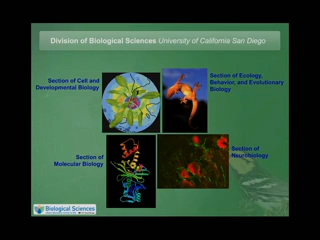 Division of Biological Sciences University of California San Diego
Section of Cell and
Developmental Biology
Section of Ecology,
Behavior, and Evolutionary
Biology
Section of
Molecular Biology
Section of
Neurobiology
Biological Sciences